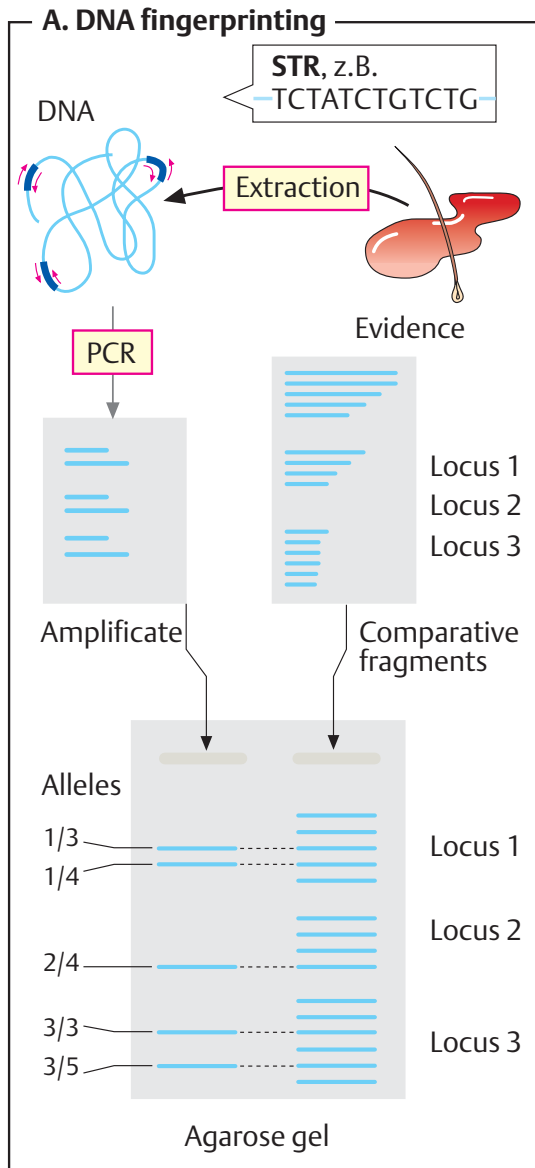 A. DNA fingerprinting
STR, z.B.
TCTATCTGTCTG
DNA
Extraction
Evidence
PCR
Locus 1
Locus 2
Locus 3
Amplificate
Comparative
fragments
Alleles
1/3
1/4
2/4
3/3
3/5
Locus 1
Locus 2
Locus 3
Agarose gel